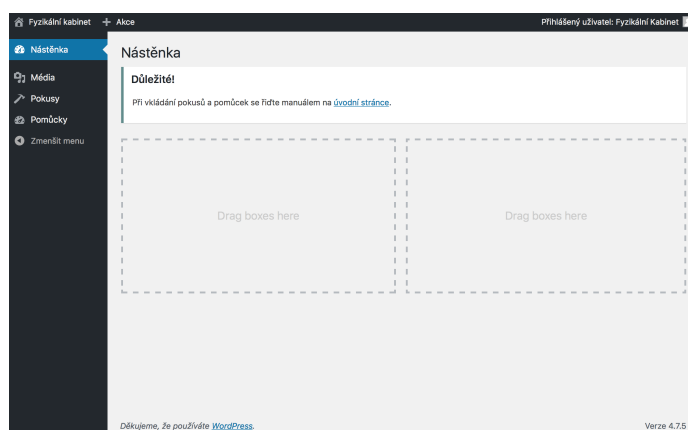 Fyzikální kabinet + Akce Přihlášený uživatel: Fyzikální Kabinet
Nástěnka
Média
Pokusy
Pomůcky
Zmenšit menu
Nástěnka
Důležité!
Při vkládání pokusů a pomůcek se řiďte manuálem na úvodní stránce.
Drag boxes here Drag boxes here
Děkujeme, že používáte WordPress. Verze 4.7.5